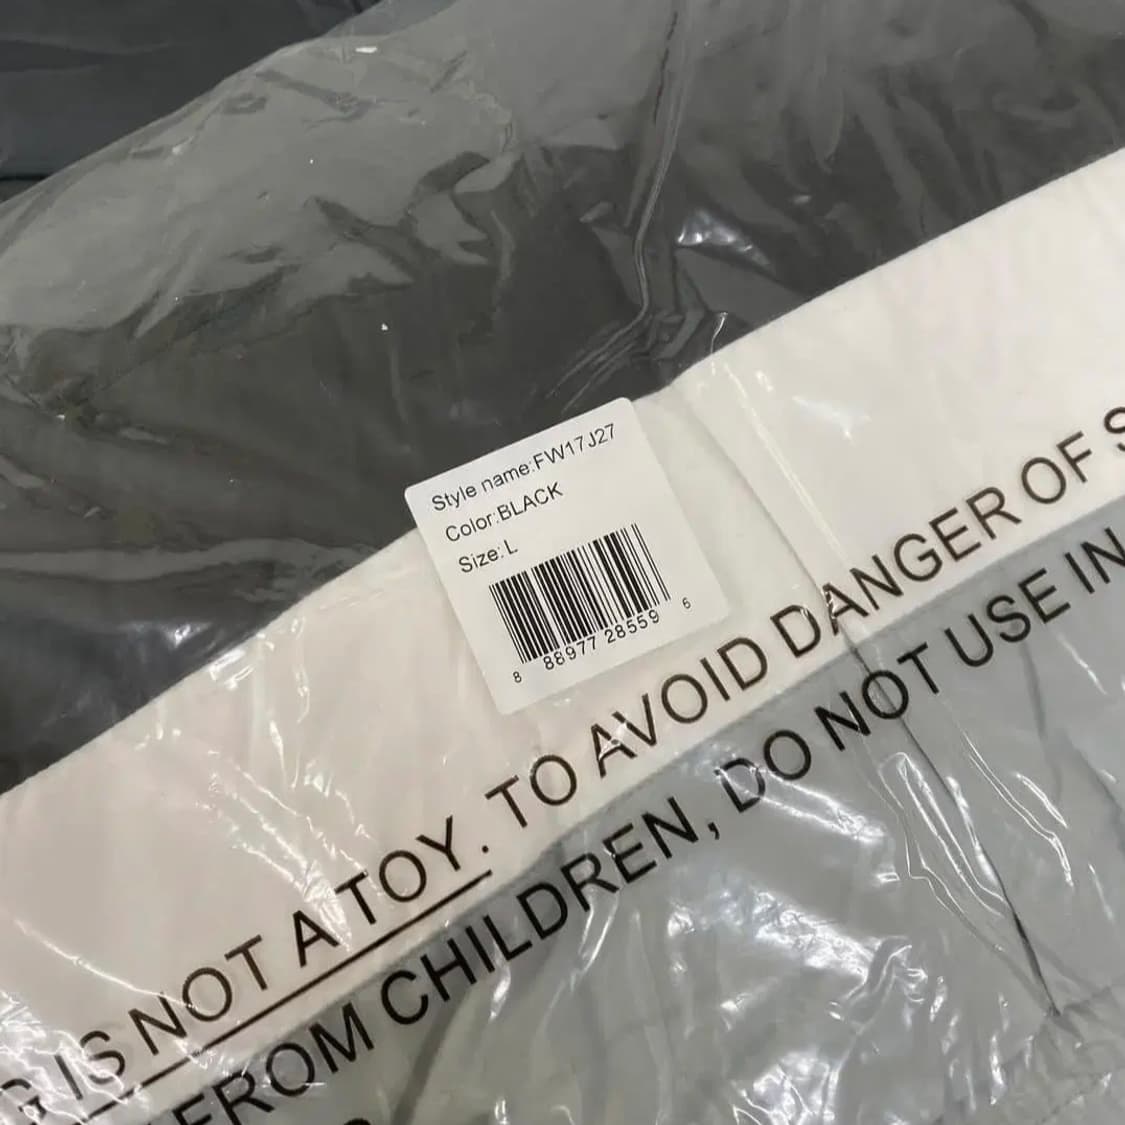 Style name:FW17J27
Color:BLACK
Size:L
8 88977 28559 6
G IS NOT A TOY. TO AVOID DANGER OF S
FROM CHILDREN, DO NOT USE IN